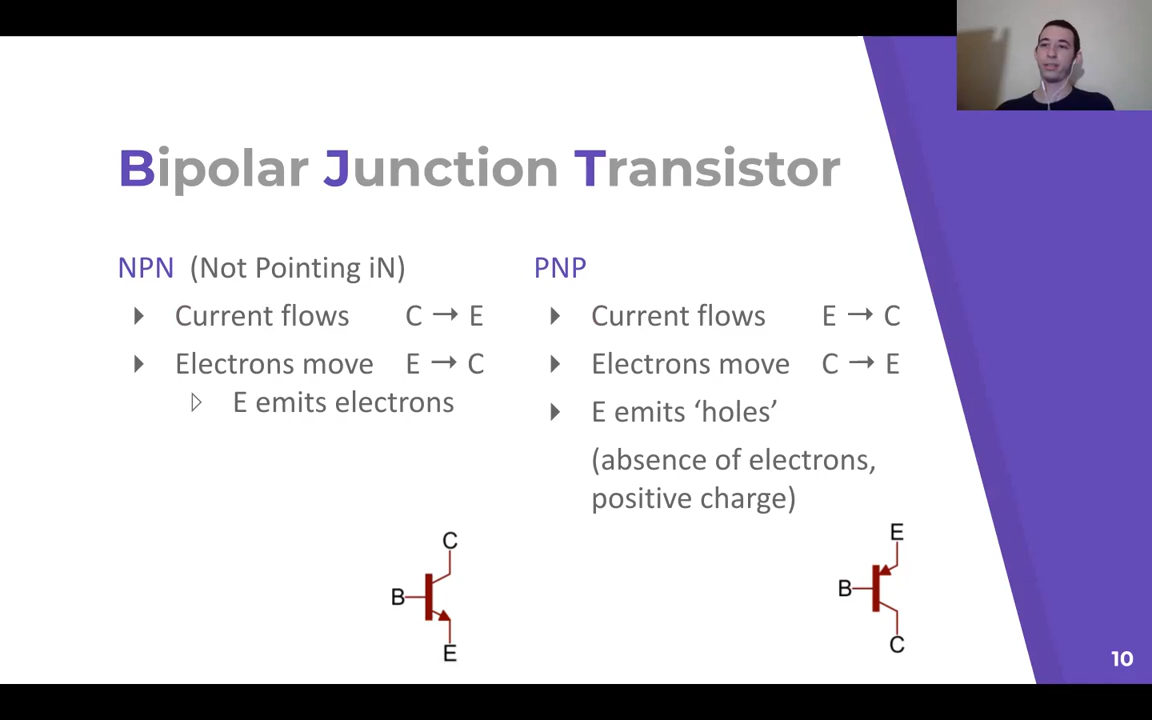 Bipolar Junction Transistor
NPN (Not Pointing iN)
Current flows C → E
Electrons move E → C
E emits electrons
PNP
Current flows E → C
Electrons move C → E
E emits ‘holes’
(absence of electrons,
positive charge)
C
B
E
E
B
C
10